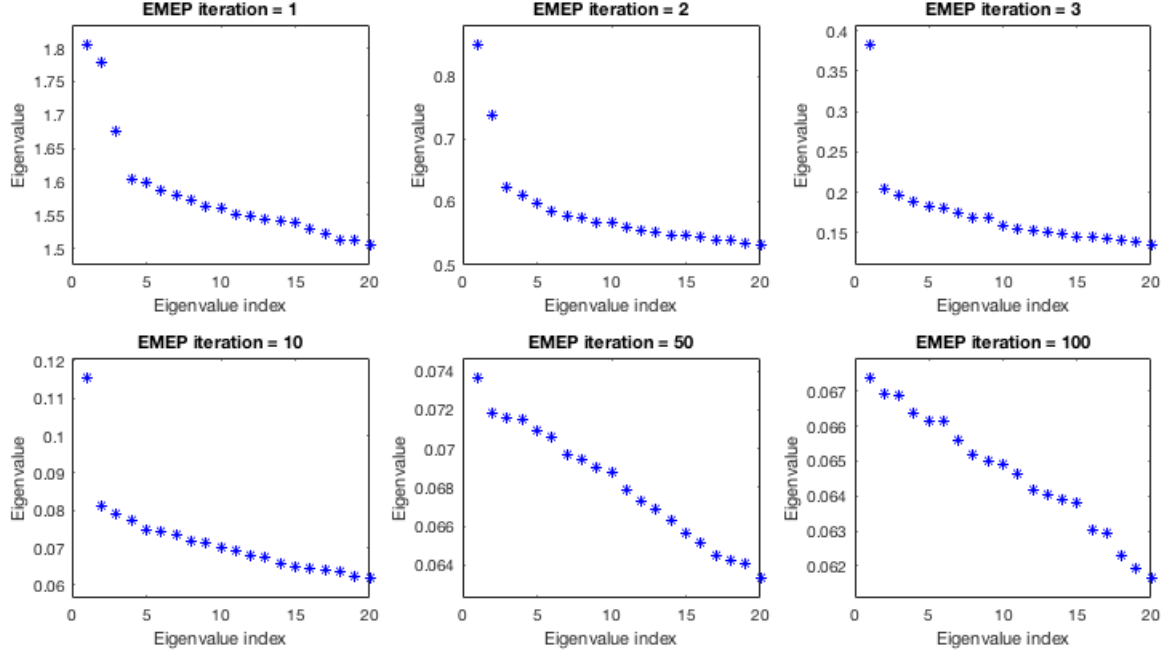 EMEP iteration = 1
1.8
1.75
1.7
1.65
1.6
1.55
1.5
Eigenvalue
0 5 10 15 20
Eigenvalue index
EMEP iteration = 2
0.8
0.7
0.6
0.5
Eigenvalue
0 5 10 15 20
Eigenvalue index
EMEP iteration = 3
0.4
0.35
0.3
0.25
0.2
0.15
Eigenvalue
0 5 10 15 20
Eigenvalue index
EMEP iteration = 10
0.12
0.11
0.1
0.09
0.08
0.07
0.06
Eigenvalue
0 5 10 15 20
Eigenvalue index
EMEP iteration = 50
0.074
0.072
0.07
0.068
0.066
0.064
Eigenvalue
0 5 10 15 20
Eigenvalue index
EMEP iteration = 100
0.067
0.066
0.065
0.064
0.063
0.062
Eigenvalue
0 5 10 15 20
Eigenvalue index